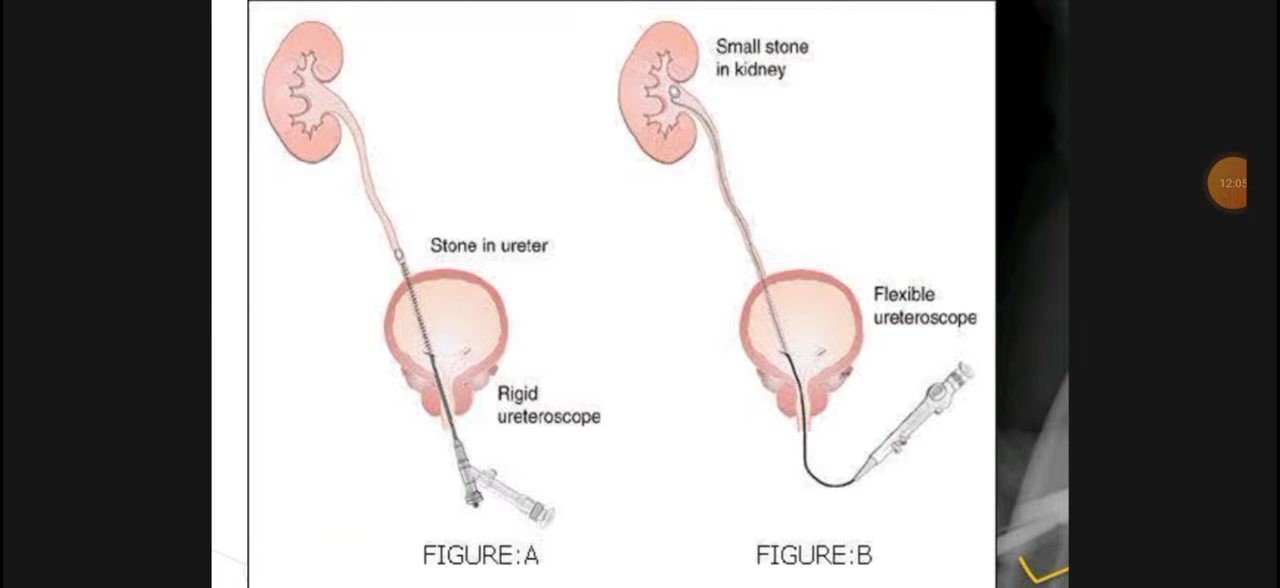 Small stone
in kidney
Stone in ureter
Flexible
ureteroscope
Rigid
ureteroscope
FIGURE:A
FIGURE:B
12:05